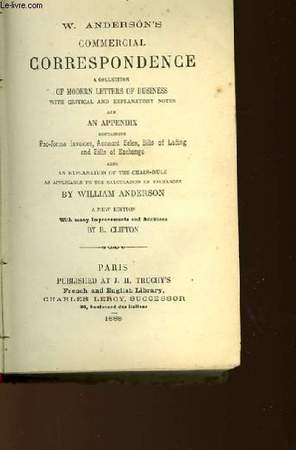 W. ANDERSON'S
COMMERCIAL
CORRESPONDENCE
A COLLECTION
OF MODERN LETTERS OF BUSINESS
WITH CRITICAL AND EXPLANATORY NOTES
AND
AN APPENDIX
CONTAINING
Pro-forma Invoices, Account Sales, Bills of Lading
and Bills of Exchange
ALSO
AN EXPLANATION OF THE CHAIN-RULE
AS APPLICABLE TO THE CALCULATION OF EXCHANGES
BY WILLIAM ANDERSON
A NEW EDITION
With many Improvements and Additions
BY E. CLIFTON
PARIS
PUBLISHED AT J. H. TRUCHY'S
French and English Library,
CHARLES LEROY, SUCCESSOR
26, boulevard des Italiens
1888
le-livre